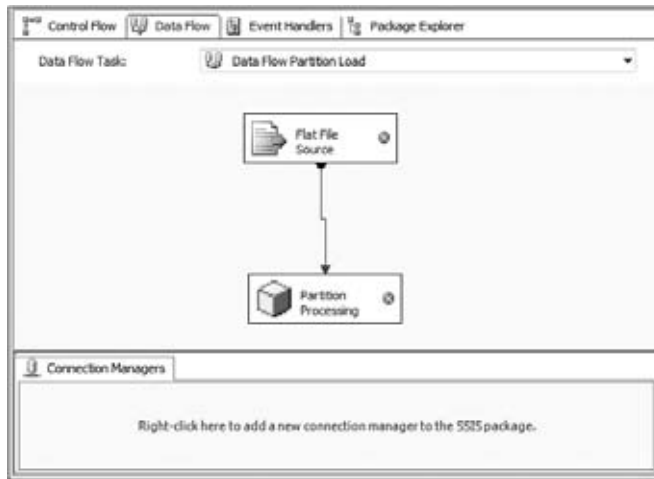 Control Flow Data Flow Event Handlers Package Explorer
Data Flow Task: Data Flow Partition Load
Flat File
Source
Partition
Processing
Connection Managers
Right-click here to add a new connection manager to the SSIS package.